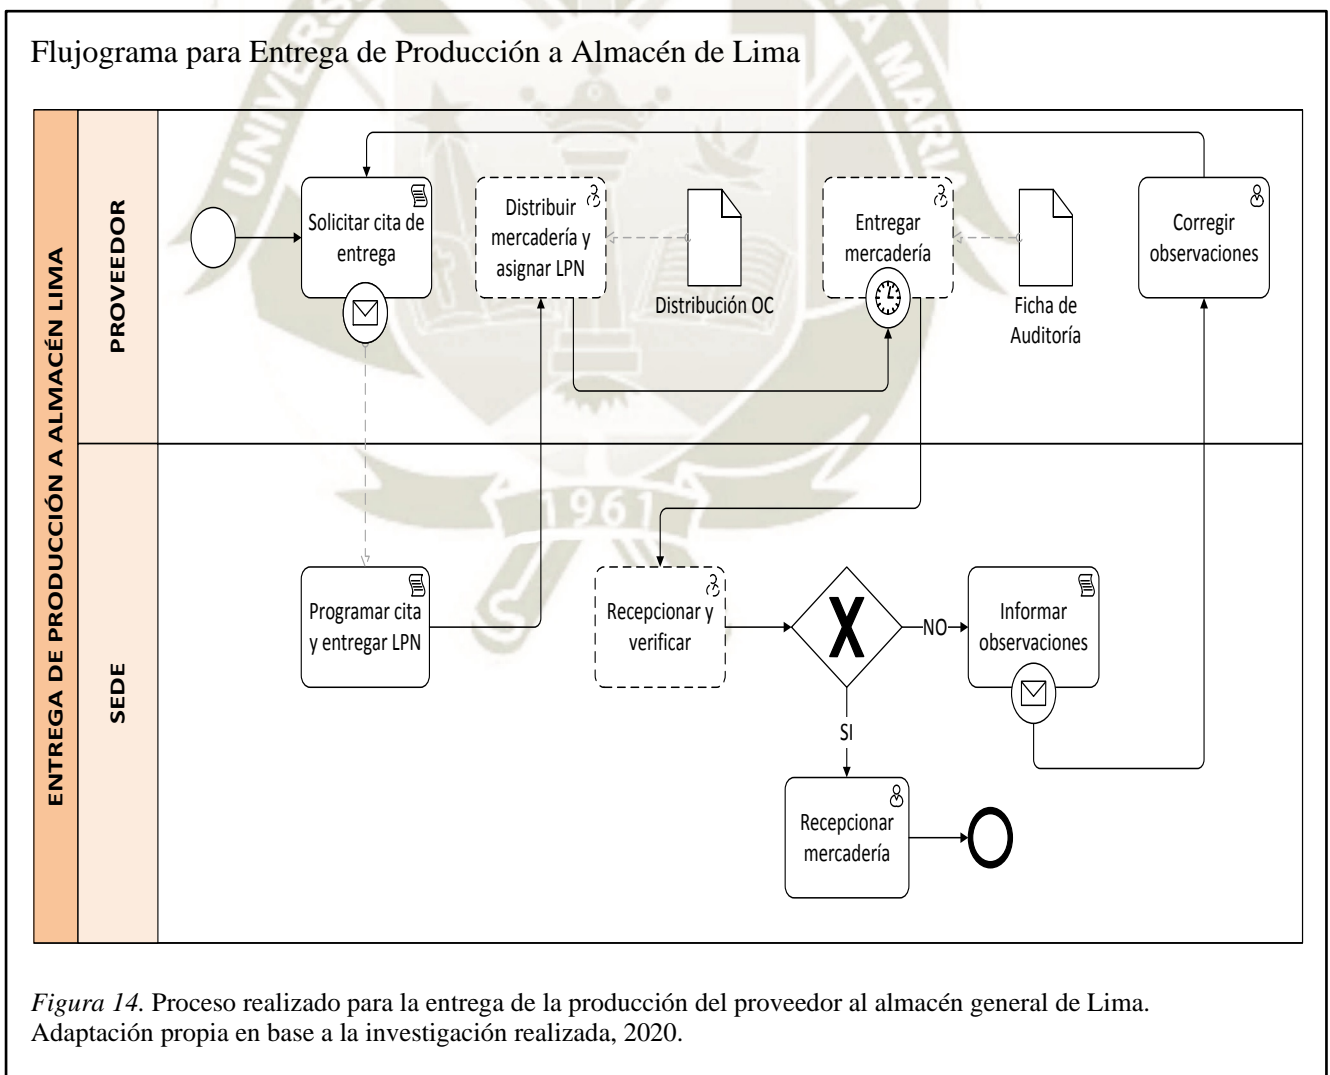 Flujograma para Entrega de Producción a Almacén de Lima
ENTREGA DE PRODUCCIÓN A ALMACÉN LIMA
PROVEEDOR
Solicitar cita de
entrega
Distribuir
mercadería y
asignar LPN
Distribución OC
Entregar
mercadería
Ficha de
Auditoría
Corregir
observaciones
SEDE
Programar cita
y entregar LPN
Recepcionar y
verificar
X
NO
Informar
observaciones
SI
Recepcionar
mercadería
1961
Figura 14. Proceso realizado para la entrega de la producción del proveedor al almacén general de Lima.
Adaptación propia en base a la investigación realizada, 2020.